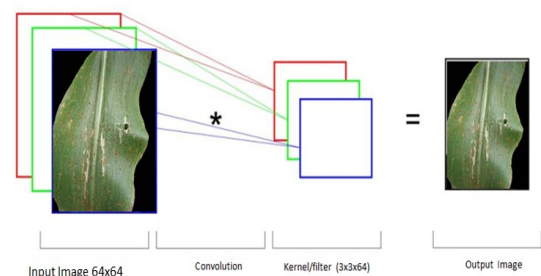 *
=
Input Image 64x64
Convolution
Kernel/filter (3x3x64)
Output Image